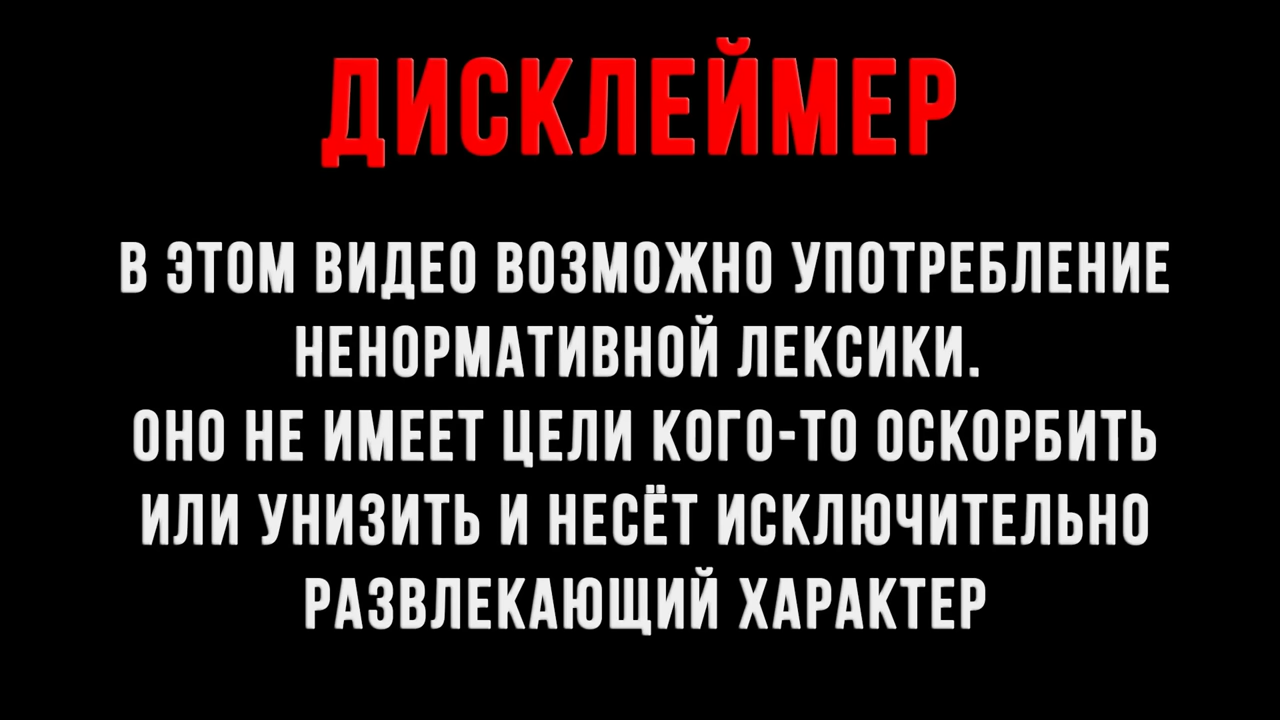 ДИСКЛЕЙМЕР
В ЭТОМ ВИДЕО ВОЗМОЖНО УПОТРЕБЛЕНИЕ
НЕНОРМАТИВНОЙ ЛЕКСИКИ.
ОНО НЕ ИМЕЕТ ЦЕЛИ КОГО-ТО ОСКОРБИТЬ
ИЛИ УНИЗИТЬ И НЕСЁТ ИСКЛЮЧИТЕЛЬНО
РАЗВЛЕКАЮЩИЙ ХАРАКТЕР